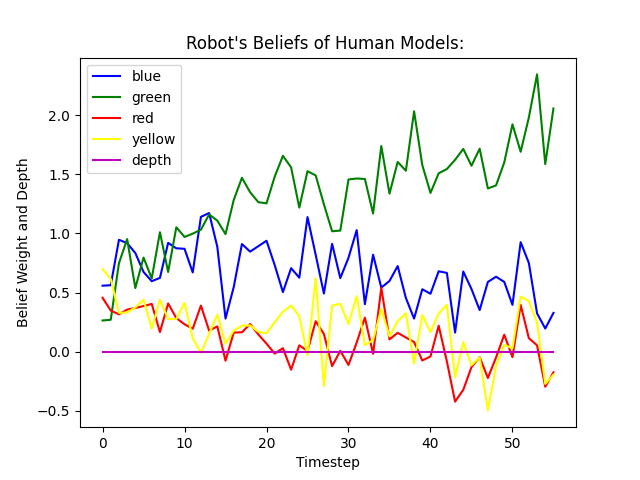 Robot's Beliefs of Human Models:
blue
green
red
yellow
depth
Belief Weight and Depth
2.0
1.5
1.0
0.5
0.0
−0.5
0 10 20 30 40 50
Timestep